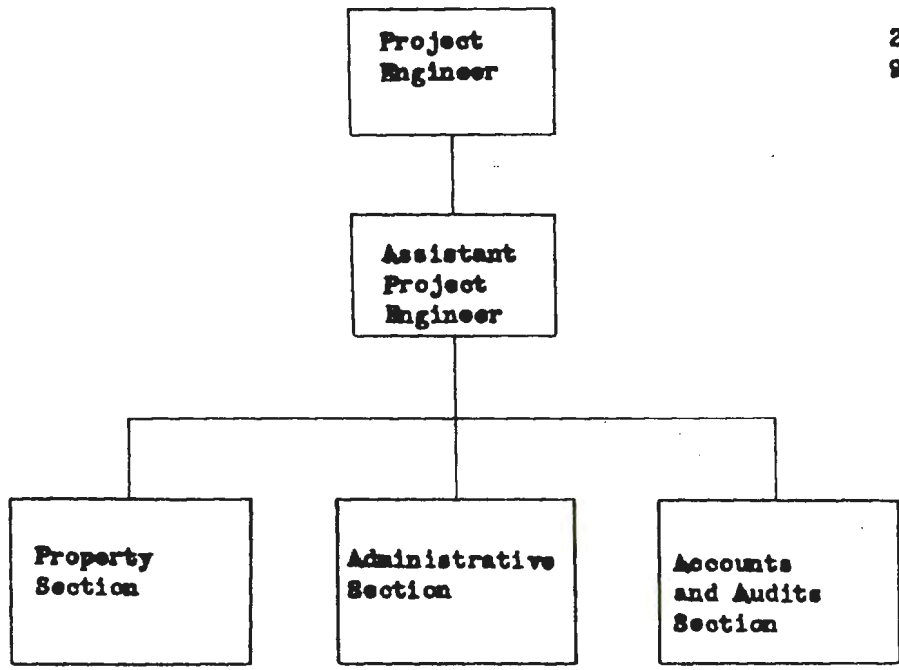 Project
Engineer
Assistant
Project
Engineer
Property
Section
Administrative
Section
Accounts
and Audits
Section